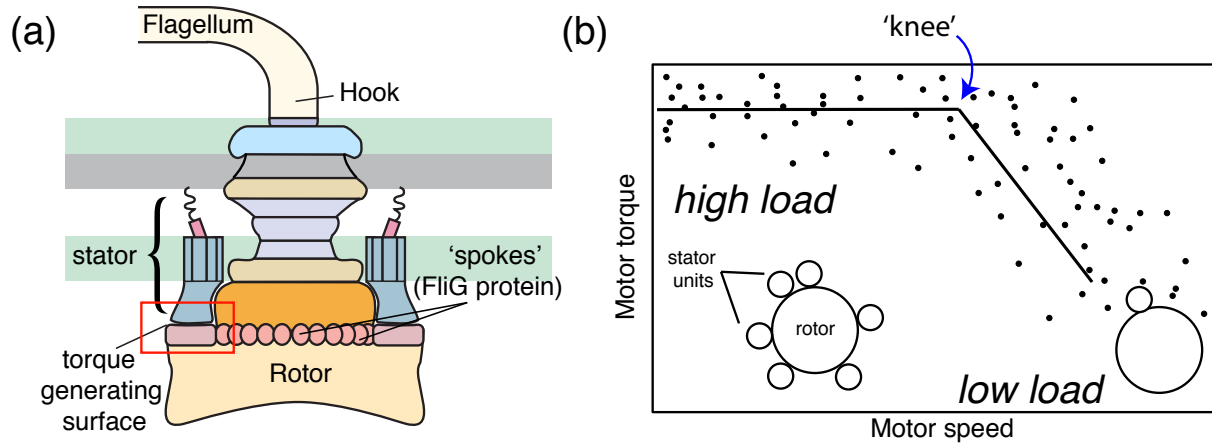 (a)
Flagellum
Hook
stator
'spokes'
(FliG protein)
torque
generating
surface
Rotor
(b)
'knee'
Motor torque
high load
stator
units
rotor
low load
Motor speed